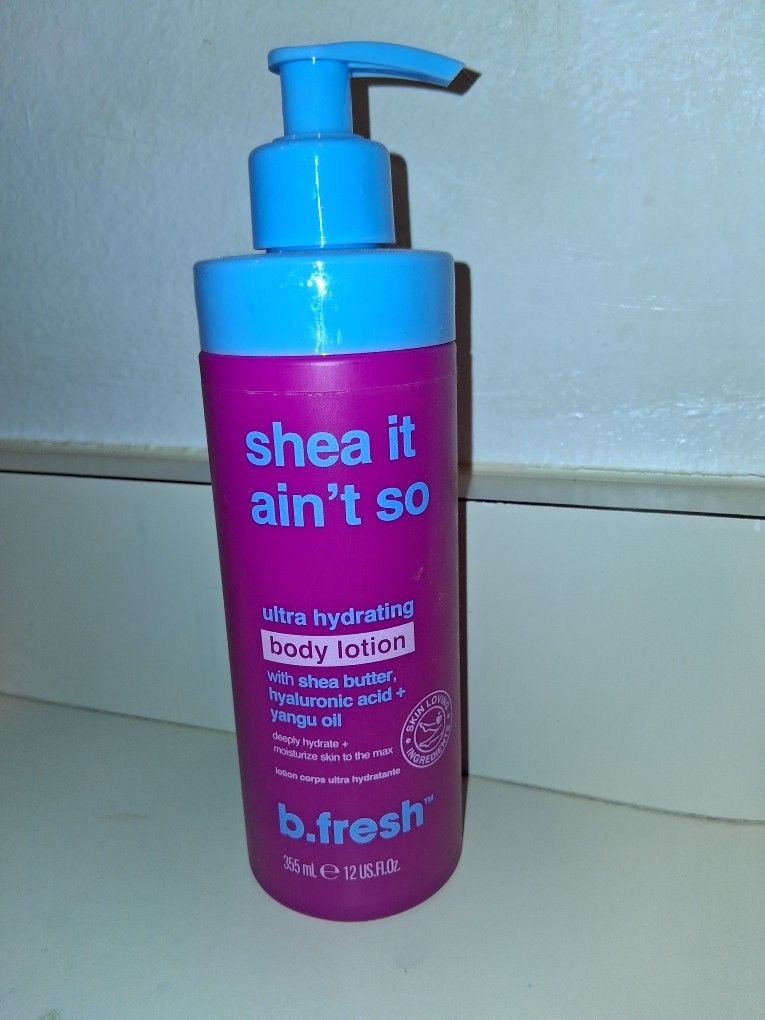 shea it
ain't so
ultra hydrating
body lotion
with shea butter,
hyaluronic acid +
yangu oil
deeply hydrate +
moisturize skin to the max
lotion corps ultra hydratante
SKIN LOVING
INGREDIENTS
b.fresh™
355 mL ℮ 12 US.Fl.Oz.